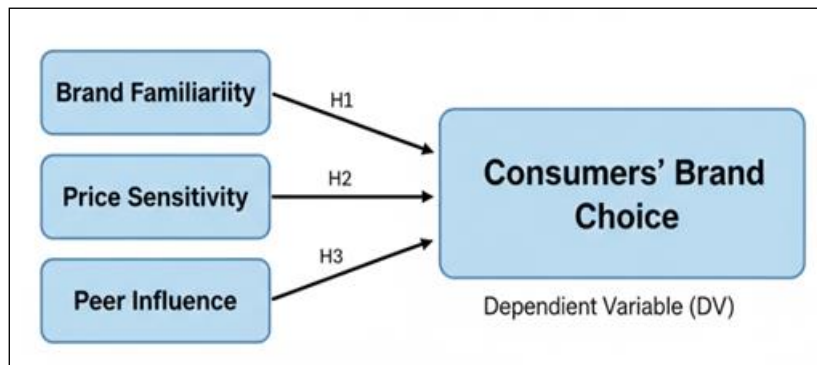 Brand Familiariity
H1
Price Sensitivity
H2
Peer Influence
H3
Consumers’ Brand
Choice
Dependent Variable (DV)